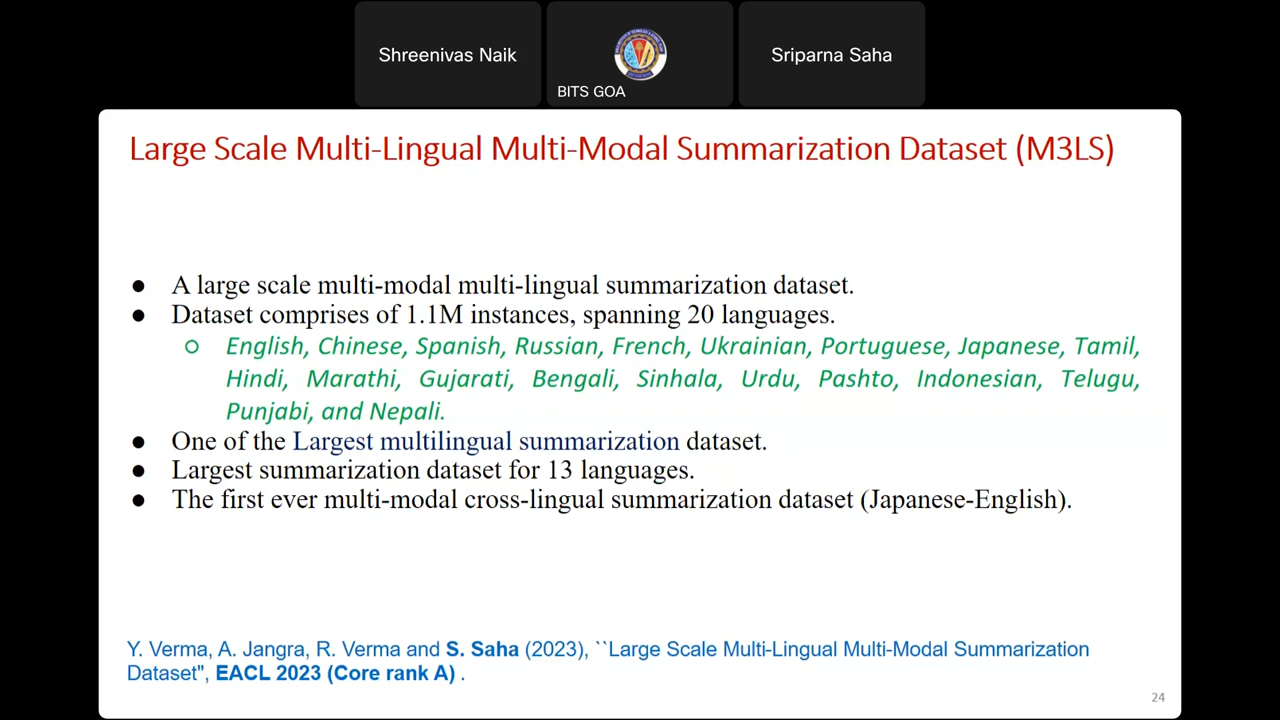 Shreenivas Naik
BITS GOA
Sriparna Saha
Large Scale Multi-Lingual Multi-Modal Summarization Dataset (M3LS)
● A large scale multi-modal multi-lingual summarization dataset.
● Dataset comprises of 1.1M instances, spanning 20 languages.
○ English, Chinese, Spanish, Russian, French, Ukrainian, Portuguese, Japanese, Tamil,
Hindi, Marathi, Gujarati, Bengali, Sinhala, Urdu, Pashto, Indonesian, Telugu,
Punjabi, and Nepali.
● One of the Largest multilingual summarization dataset.
● Largest summarization dataset for 13 languages.
● The first ever multi-modal cross-lingual summarization dataset (Japanese-English).
Y. Verma, A. Jangra, R. Verma and S. Saha (2023), ``Large Scale Multi-Lingual Multi-Modal Summarization
Dataset", EACL 2023 (Core rank A) .
24